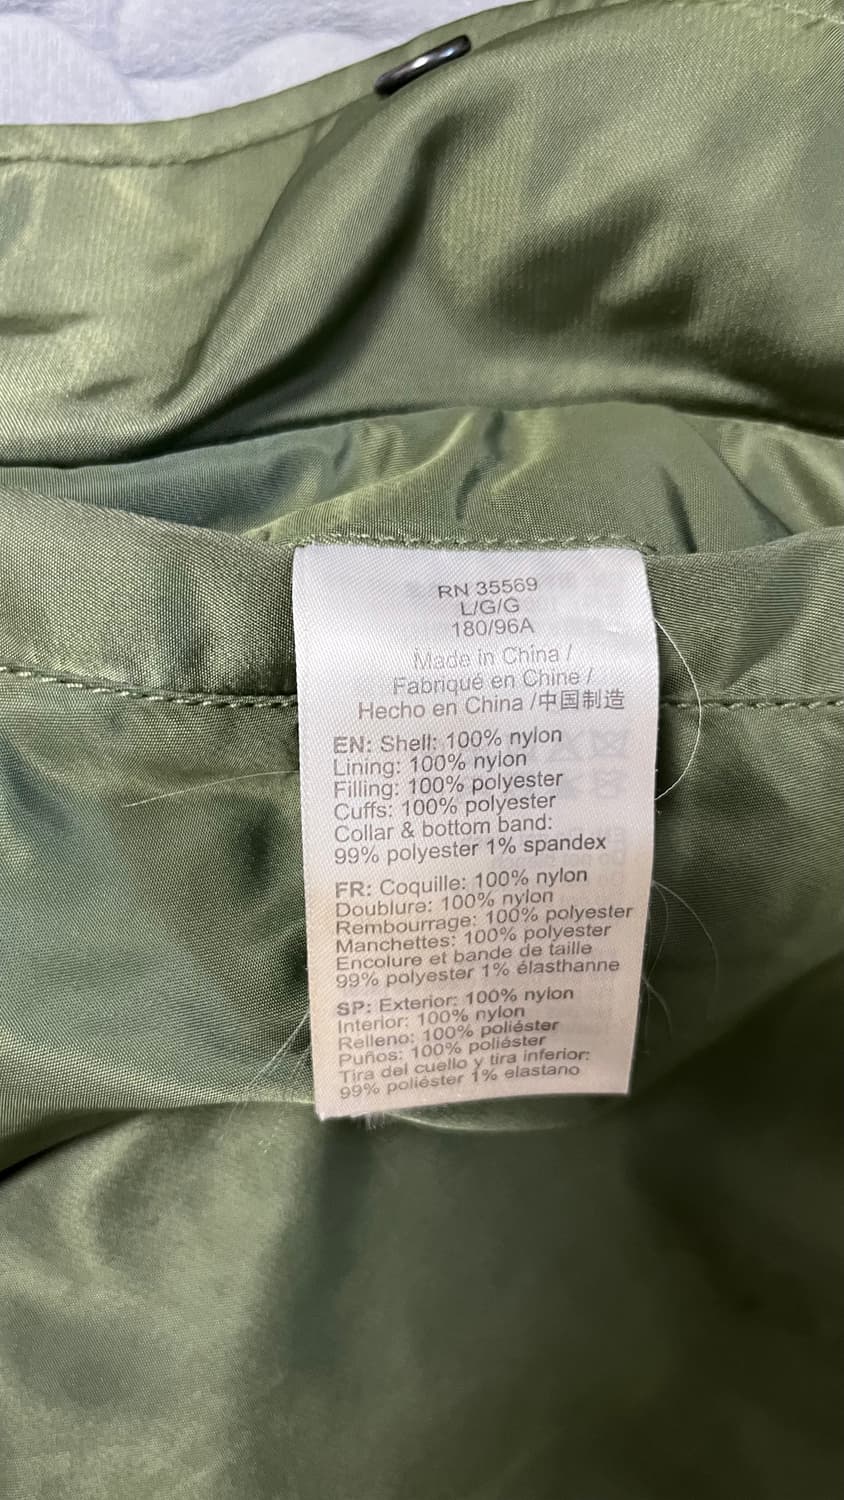 RN 35569
L/G/G
180/96A
Made in China /
Fabriqué en Chine /
Hecho en China /中国制造
EN: Shell: 100% nylon
Lining: 100% nylon
Filling: 100% polyester
Cuffs: 100% polyester
Collar & bottom band:
99% polyester 1% spandex
FR: Coquille: 100% nylon
Doublure: 100% nylon
Rembourrage: 100% polyester
Manchettes: 100% polyester
Encolure et bande de taille
99% polyester 1% élasthanne
SP: Exterior: 100% nylon
Interior: 100% nylon
Relleno: 100% poliéster
Puños: 100% poliéster
Tira del cuello y tira inferior:
99% poliéster 1% elastano